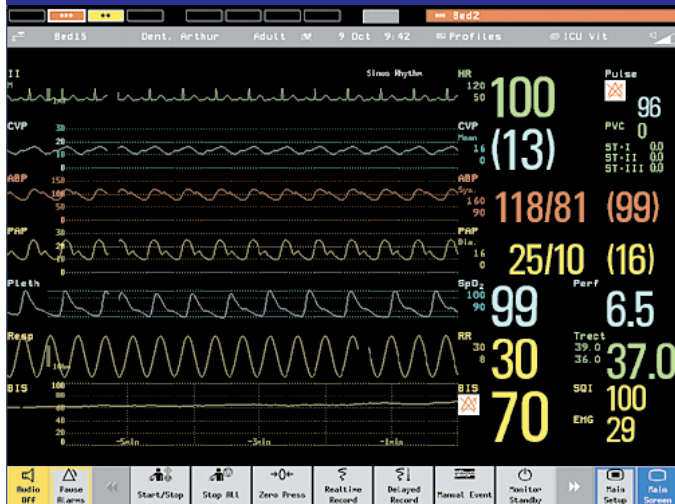 *** ** *** Bed2
Bed15 Dent, Arthur Adult 9 Oct 9:42 Profiles ICU Vit
II Sinus Rhythm HR Pulse
M 120 100 96
1mV 50
CVP 30 CVP PVC 0
20 Mean 16 (13) ST-I 0.0
10 0 ST-II 0.0
0 ST-III 0.0
ABP 150 ABP
100 Sys. 160 118/81 (99)
50 90
0
PAP 30 PAP
20 Dia. 16 25/10 (16)
10 0
0
Pleth SpO2 Perf
100 99 6.5
90
Resp RR Trect
30 30 39.0 37.0
8 36.0
BIS 100 BIS SQI
80 70 100
60 EMG
40 29
20
0 -5min -3min -1min
Audio Off Pause Alarms Start/Stop Stop All Zero Press Realtime Record Delayed Record Manual Event Monitor Standby Main Setup Main Screen